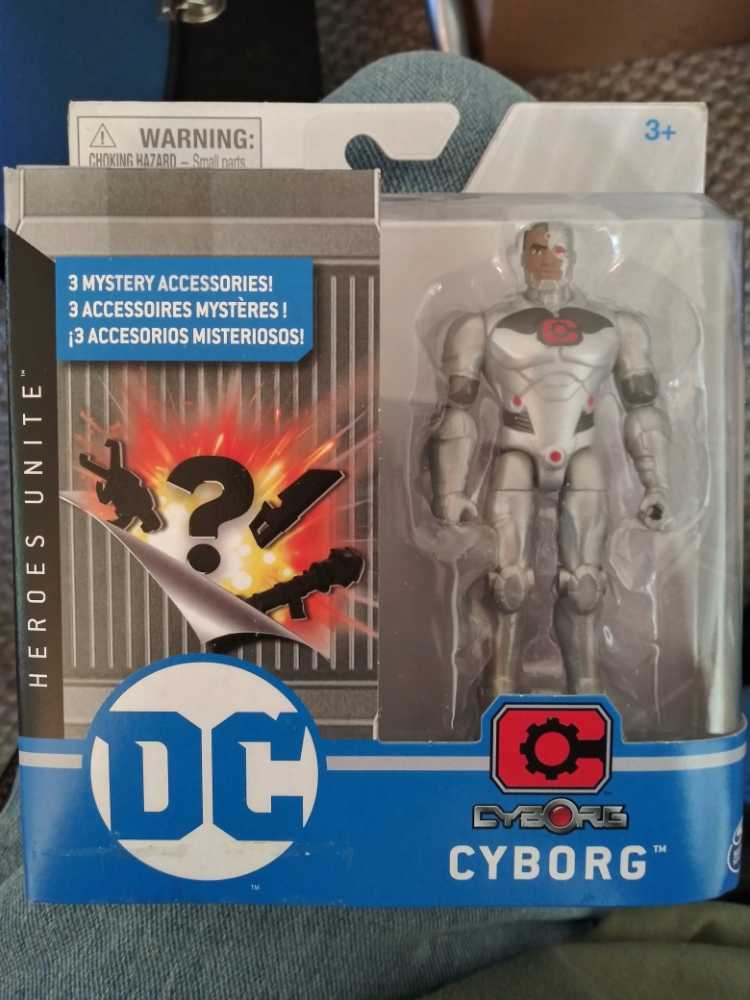 WARNING:
CHOKING HAZARD – Small parts
3+
3 MYSTERY ACCESSORIES!
3 ACCESSOIRES MYSTÈRES !
¡3 ACCESORIOS MISTERIOSOS!
HEROES UNITE™
?
C
DC
™
C
CYBORG
CYBORG™